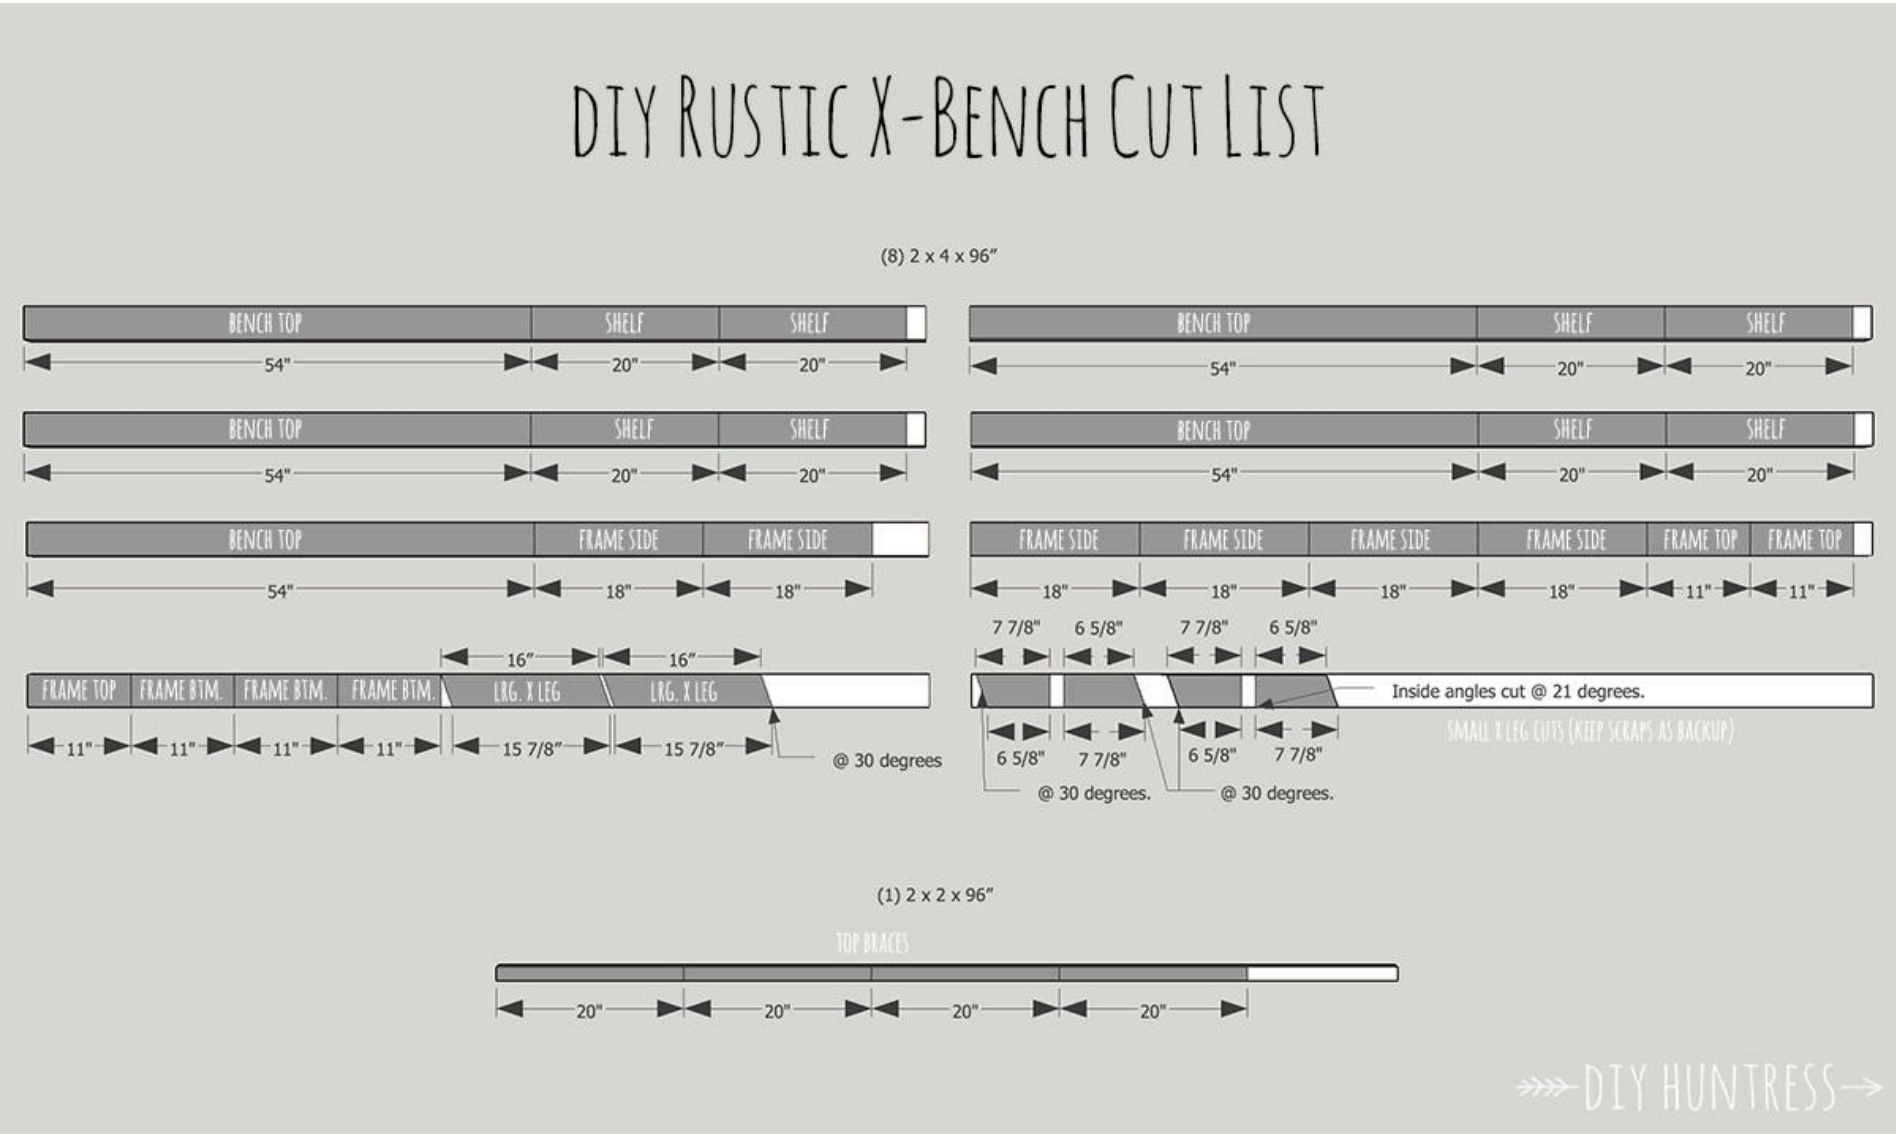 DIY RUSTIC X-BENCH CUT LIST
(8) 2 x 4 x 96"
BENCH TOP SHELF SHELF
54" 20" 20"
BENCH TOP SHELF SHELF
54" 20" 20"
BENCH TOP SHELF SHELF
54" 20" 20"
BENCH TOP SHELF SHELF
54" 20" 20"
BENCH TOP FRAME SIDE FRAME SIDE
54" 18" 18"
FRAME SIDE FRAME SIDE FRAME SIDE FRAME SIDE FRAME TOP FRAME TOP
18" 18" 18" 18" 11" 11"
16" 16"
FRAME TOP FRAME BTM. FRAME BTM. FRAME BTM. LRG. X LEG LRG. X LEG
11" 11" 11" 11" 15 7/8" 15 7/8"
@ 30 degrees
7 7/8" 6 5/8" 7 7/8" 6 5/8"
Inside angles cut @ 21 degrees.
SMALL X LEG CUTS (KEEP SCRAPS AS BACKUP)
6 5/8" 7 7/8" 6 5/8" 7 7/8"
@ 30 degrees. @ 30 degrees.
(1) 2 x 2 x 96"
TOP BRACES
20" 20" 20" 20"
DIY HUNTRESS